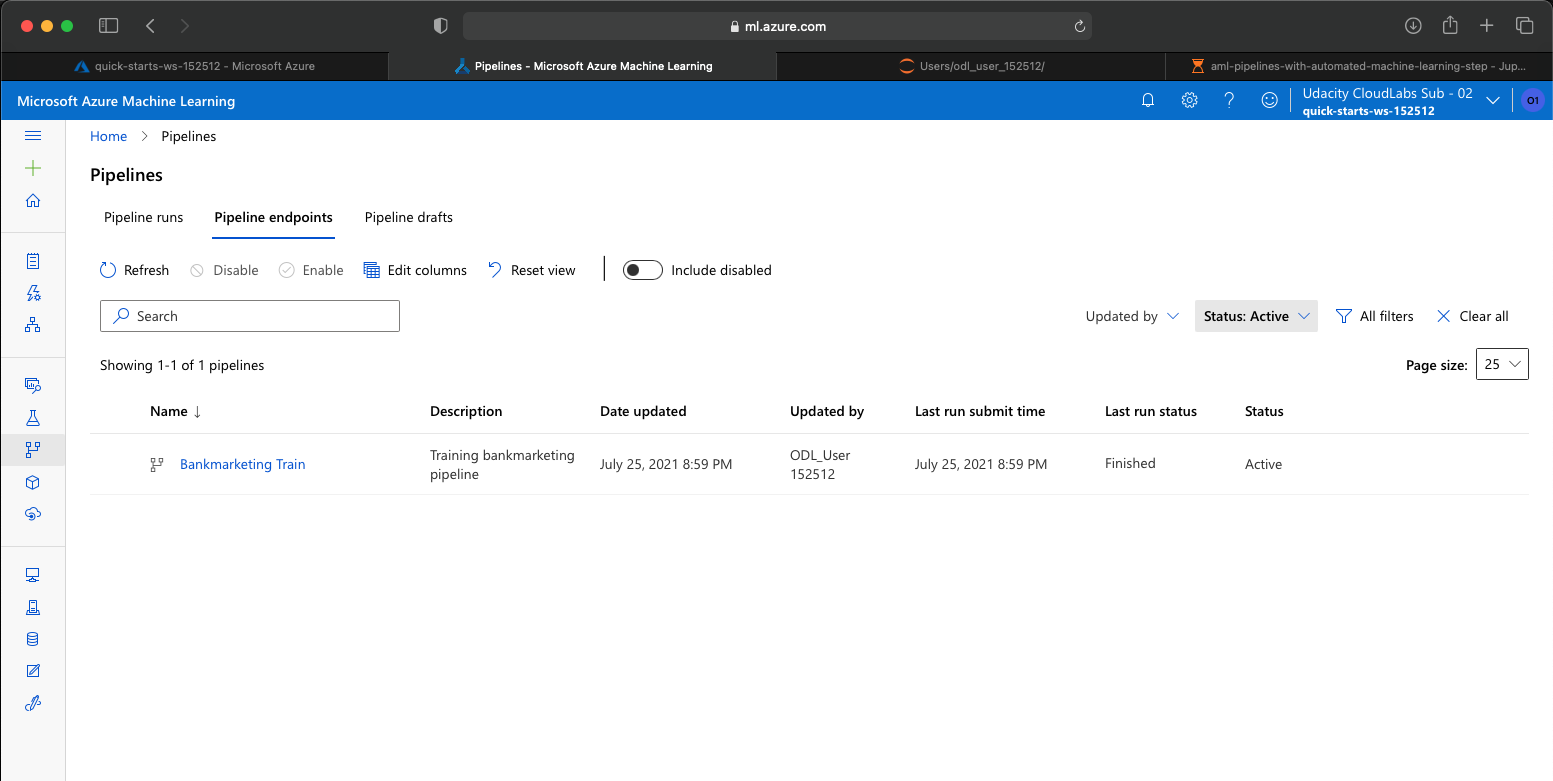 ml.azure.com
quick-starts-ws-152512 - Microsoft Azure
Pipelines - Microsoft Azure Machine Learning
Users/odl_user_152512/
aml-pipelines-with-automated-machine-learning-step - Jup...
Microsoft Azure Machine Learning
Udacity CloudLabs Sub - 02
quick-starts-ws-152512
O1
Home > Pipelines
Pipelines
Pipeline runs Pipeline endpoints Pipeline drafts
Refresh Disable Enable Edit columns Reset view Include disabled
Search
Updated by Status: Active All filters Clear all
Showing 1-1 of 1 pipelines
Page size: 25
Name ↓ Description Date updated Updated by Last run submit time Last run status Status
Bankmarketing Train
Training bankmarketing
pipeline
July 25, 2021 8:59 PM
ODL_User
152512
July 25, 2021 8:59 PM
Finished
Active